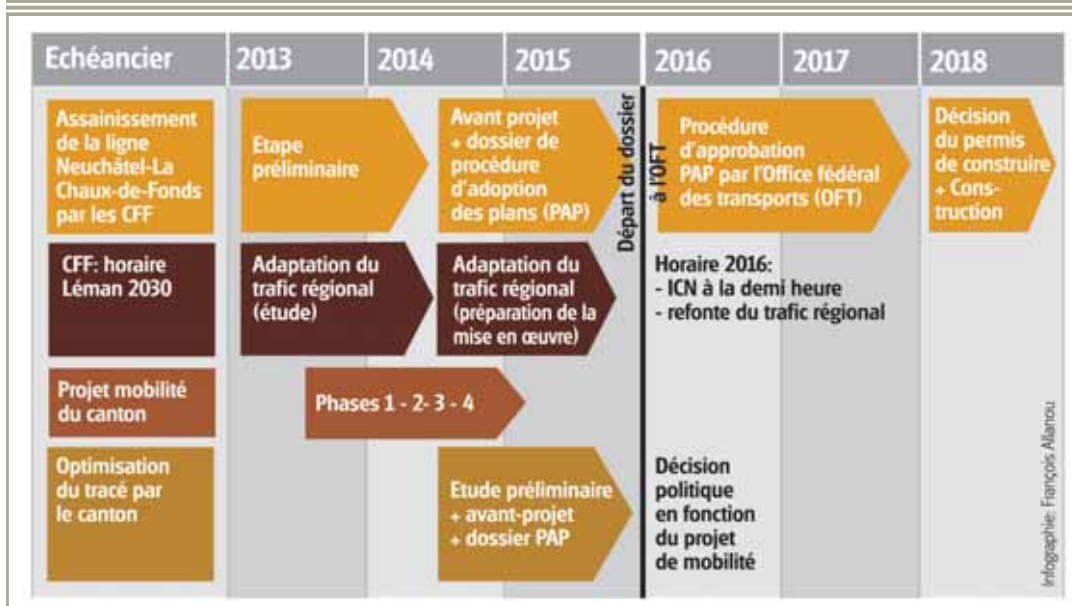 Echéancier
2013
2014
2015
2016
2017
2018
Assainissement
de la ligne
Neuchâtel-La
Chaux-de-Fonds
par les CFF
Etape
préliminaire
Avant projet
+ dossier de
procédure
d'adoption
des plans (PAP)
Départ du dossier
à l'OFT
Procédure
d'approbation
PAP par l'Office fédéral
des transports (OFT)
Décision
du permis
de construire
+ Cons-
truction
CFF: horaire
Léman 2030
Adaptation du
trafic régional
(étude)
Adaptation du
trafic régional
(préparation de la
mise en œuvre)
Horaire 2016:
- ICN à la demi heure
- refonte du trafic régional
Projet mobilité
du canton
Phases 1 - 2- 3 - 4
Optimisation
du tracé par
le canton
Etude préliminaire
+ avant-projet
+ dossier PAP
Décision
politique
en fonction
du projet
de mobilité
Infographie: François Allanou